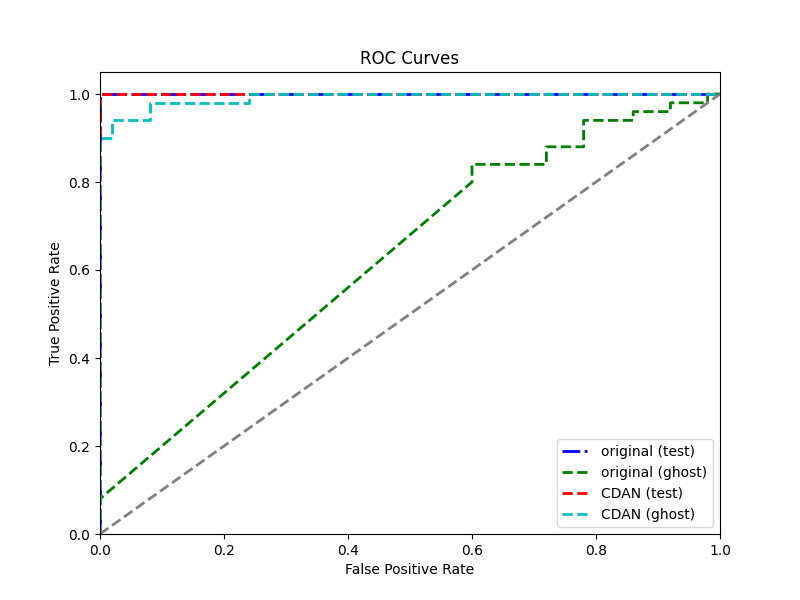 ROC Curves
True Positive Rate
1.0
0.8
0.6
0.4
0.2
0.0
0.0 0.2 0.4 0.6 0.8 1.0
False Positive Rate
original (test)
original (ghost)
CDAN (test)
CDAN (ghost)